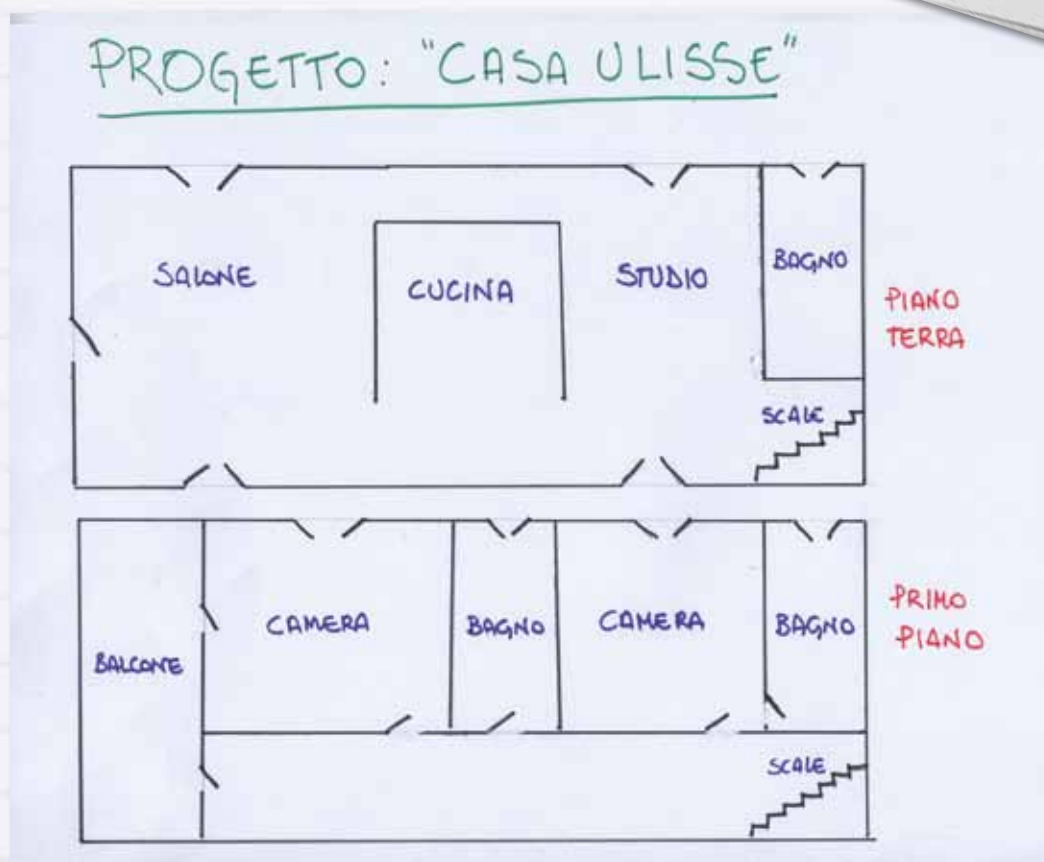 PROGETTO: "CASA ULISSE"
SALONE
CUCINA
STUDIO
BAGNO
PIANO
TERRA
SCALE
CAMERA
BAGNO
CAMERA
BAGNO
PRIMO
PIANO
BALCONE
SCALE